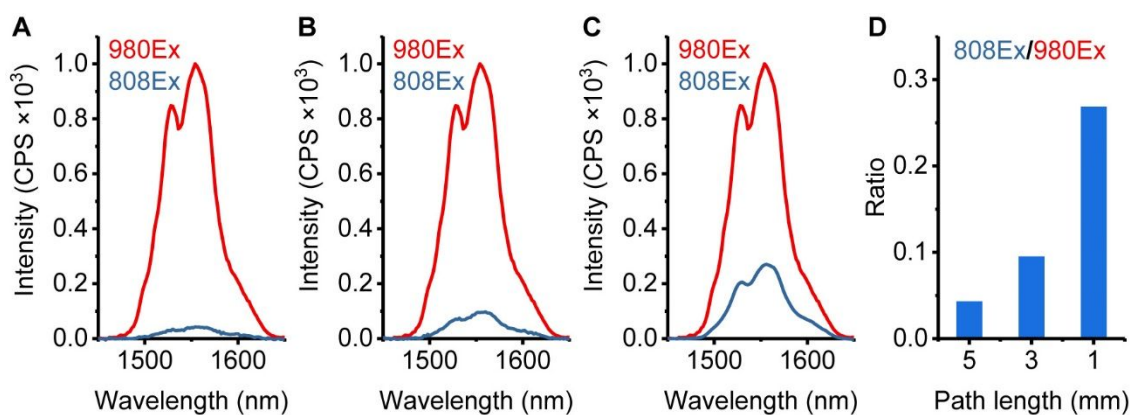 A
980Ex
808Ex
Intensity (CPS ×10³)
1.0
0.8
0.6
0.4
0.2
0.0
1500 1600
Wavelength (nm)
B
980Ex
808Ex
Intensity (CPS ×10³)
1.0
0.8
0.6
0.4
0.2
0.0
1500 1600
Wavelength (nm)
C
980Ex
808Ex
Intensity (CPS ×10³)
1.0
0.8
0.6
0.4
0.2
0.0
1500 1600
Wavelength (nm)
D
808Ex/980Ex
Ratio
0.3
0.2
0.1
0.0
5 3 1
Path length (mm)